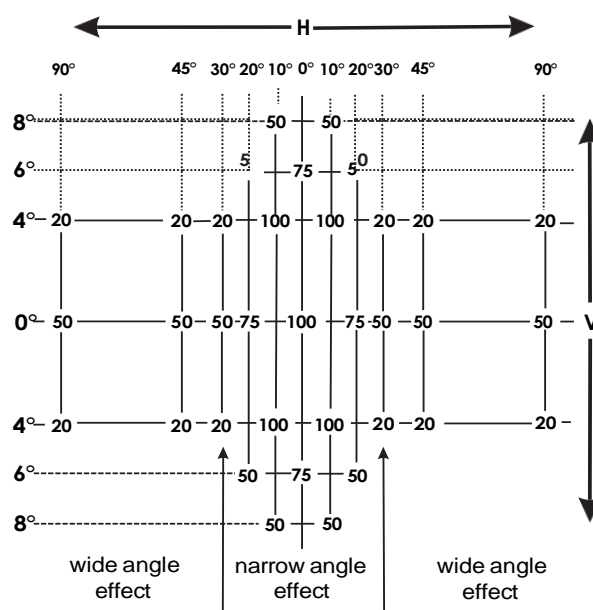 H
90° 45° 30° 20° 10° 0° 10° 20° 30° 45° 90°
8° 50 50
6° 5 75 50
4° 20 20 20 100 100 20 20 20
0° 50 50 50 75 100 75 50 50 50 V
4° 20 20 20 100 100 20 20 20
6° 50 75 50
8° 50 50
wide angle narrow angle wide angle
effect effect effect